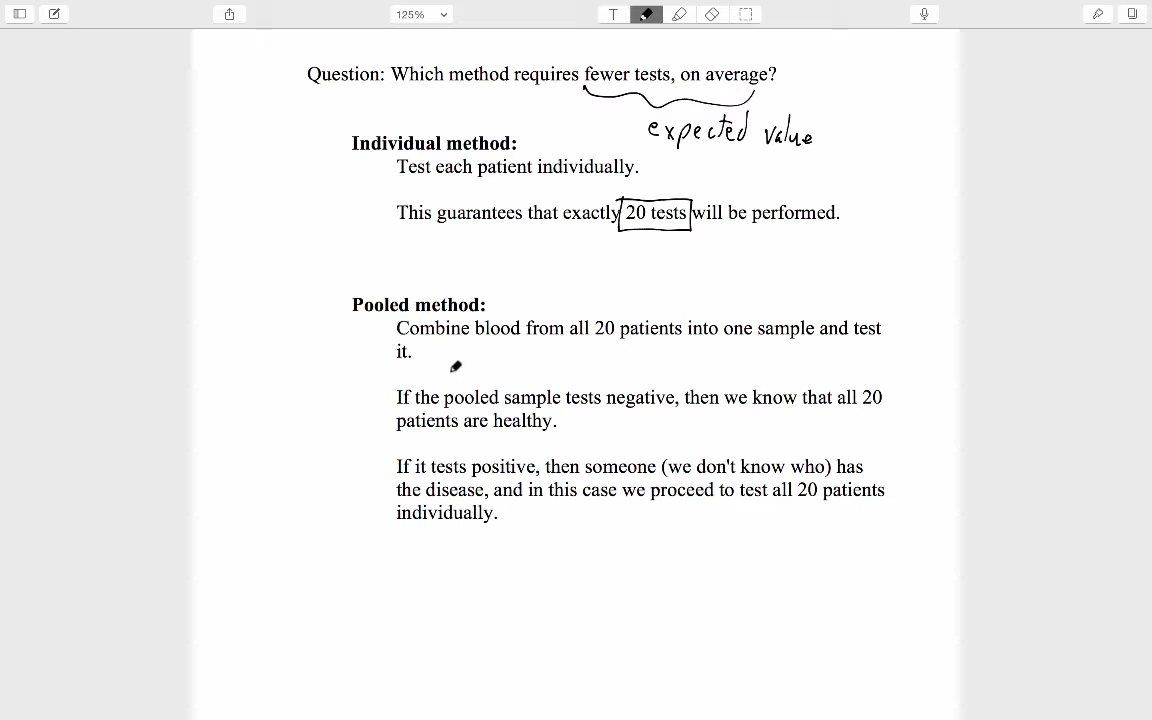 125%
T
Question: Which method requires fewer tests, on average?
expected value
Individual method:
Test each patient individually.
This guarantees that exactly 20 tests will be performed.
Pooled method:
Combine blood from all 20 patients into one sample and test
it.
If the pooled sample tests negative, then we know that all 20
patients are healthy.
If it tests positive, then someone (we don't know who) has
the disease, and in this case we proceed to test all 20 patients
individually.